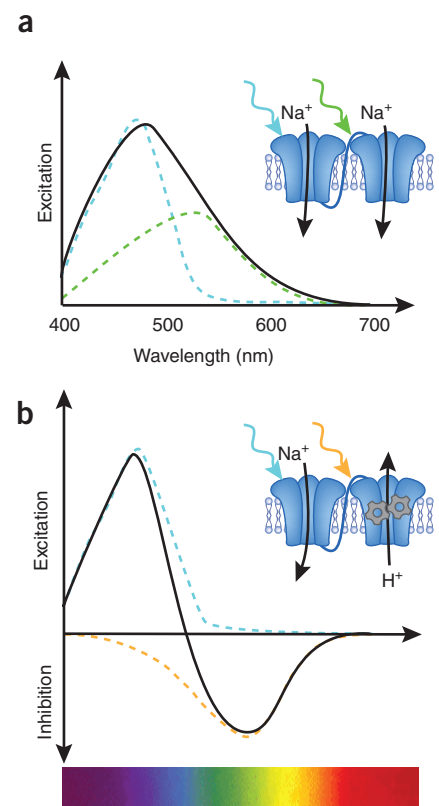 a
Excitation
Na⁺ Na⁺
400 500 600 700
Wavelength (nm)
b
Excitation
Inhibition
Na⁺
H⁺